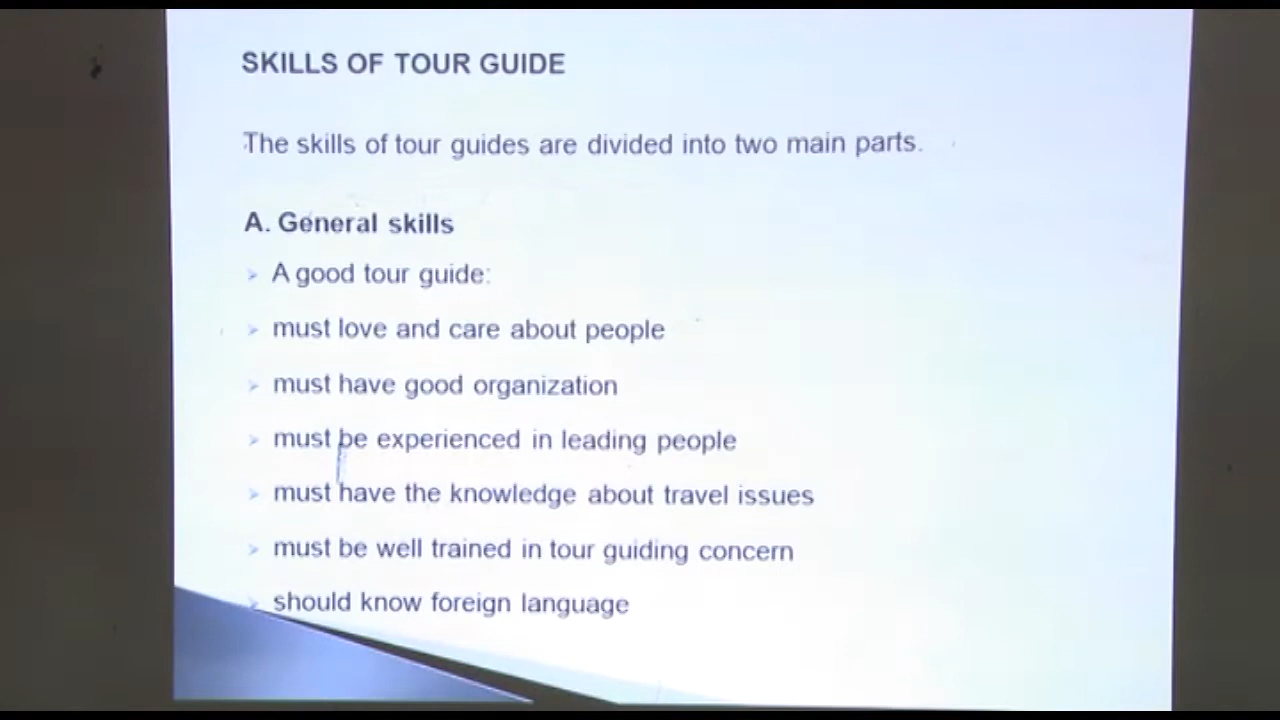 SKILLS OF TOUR GUIDE
The skills of tour guides are divided into two main parts.
A. General skills
A good tour guide:
must love and care about people
must have good organization
must be experienced in leading people
must have the knowledge about travel issues
must be well trained in tour guiding concern
should know foreign language